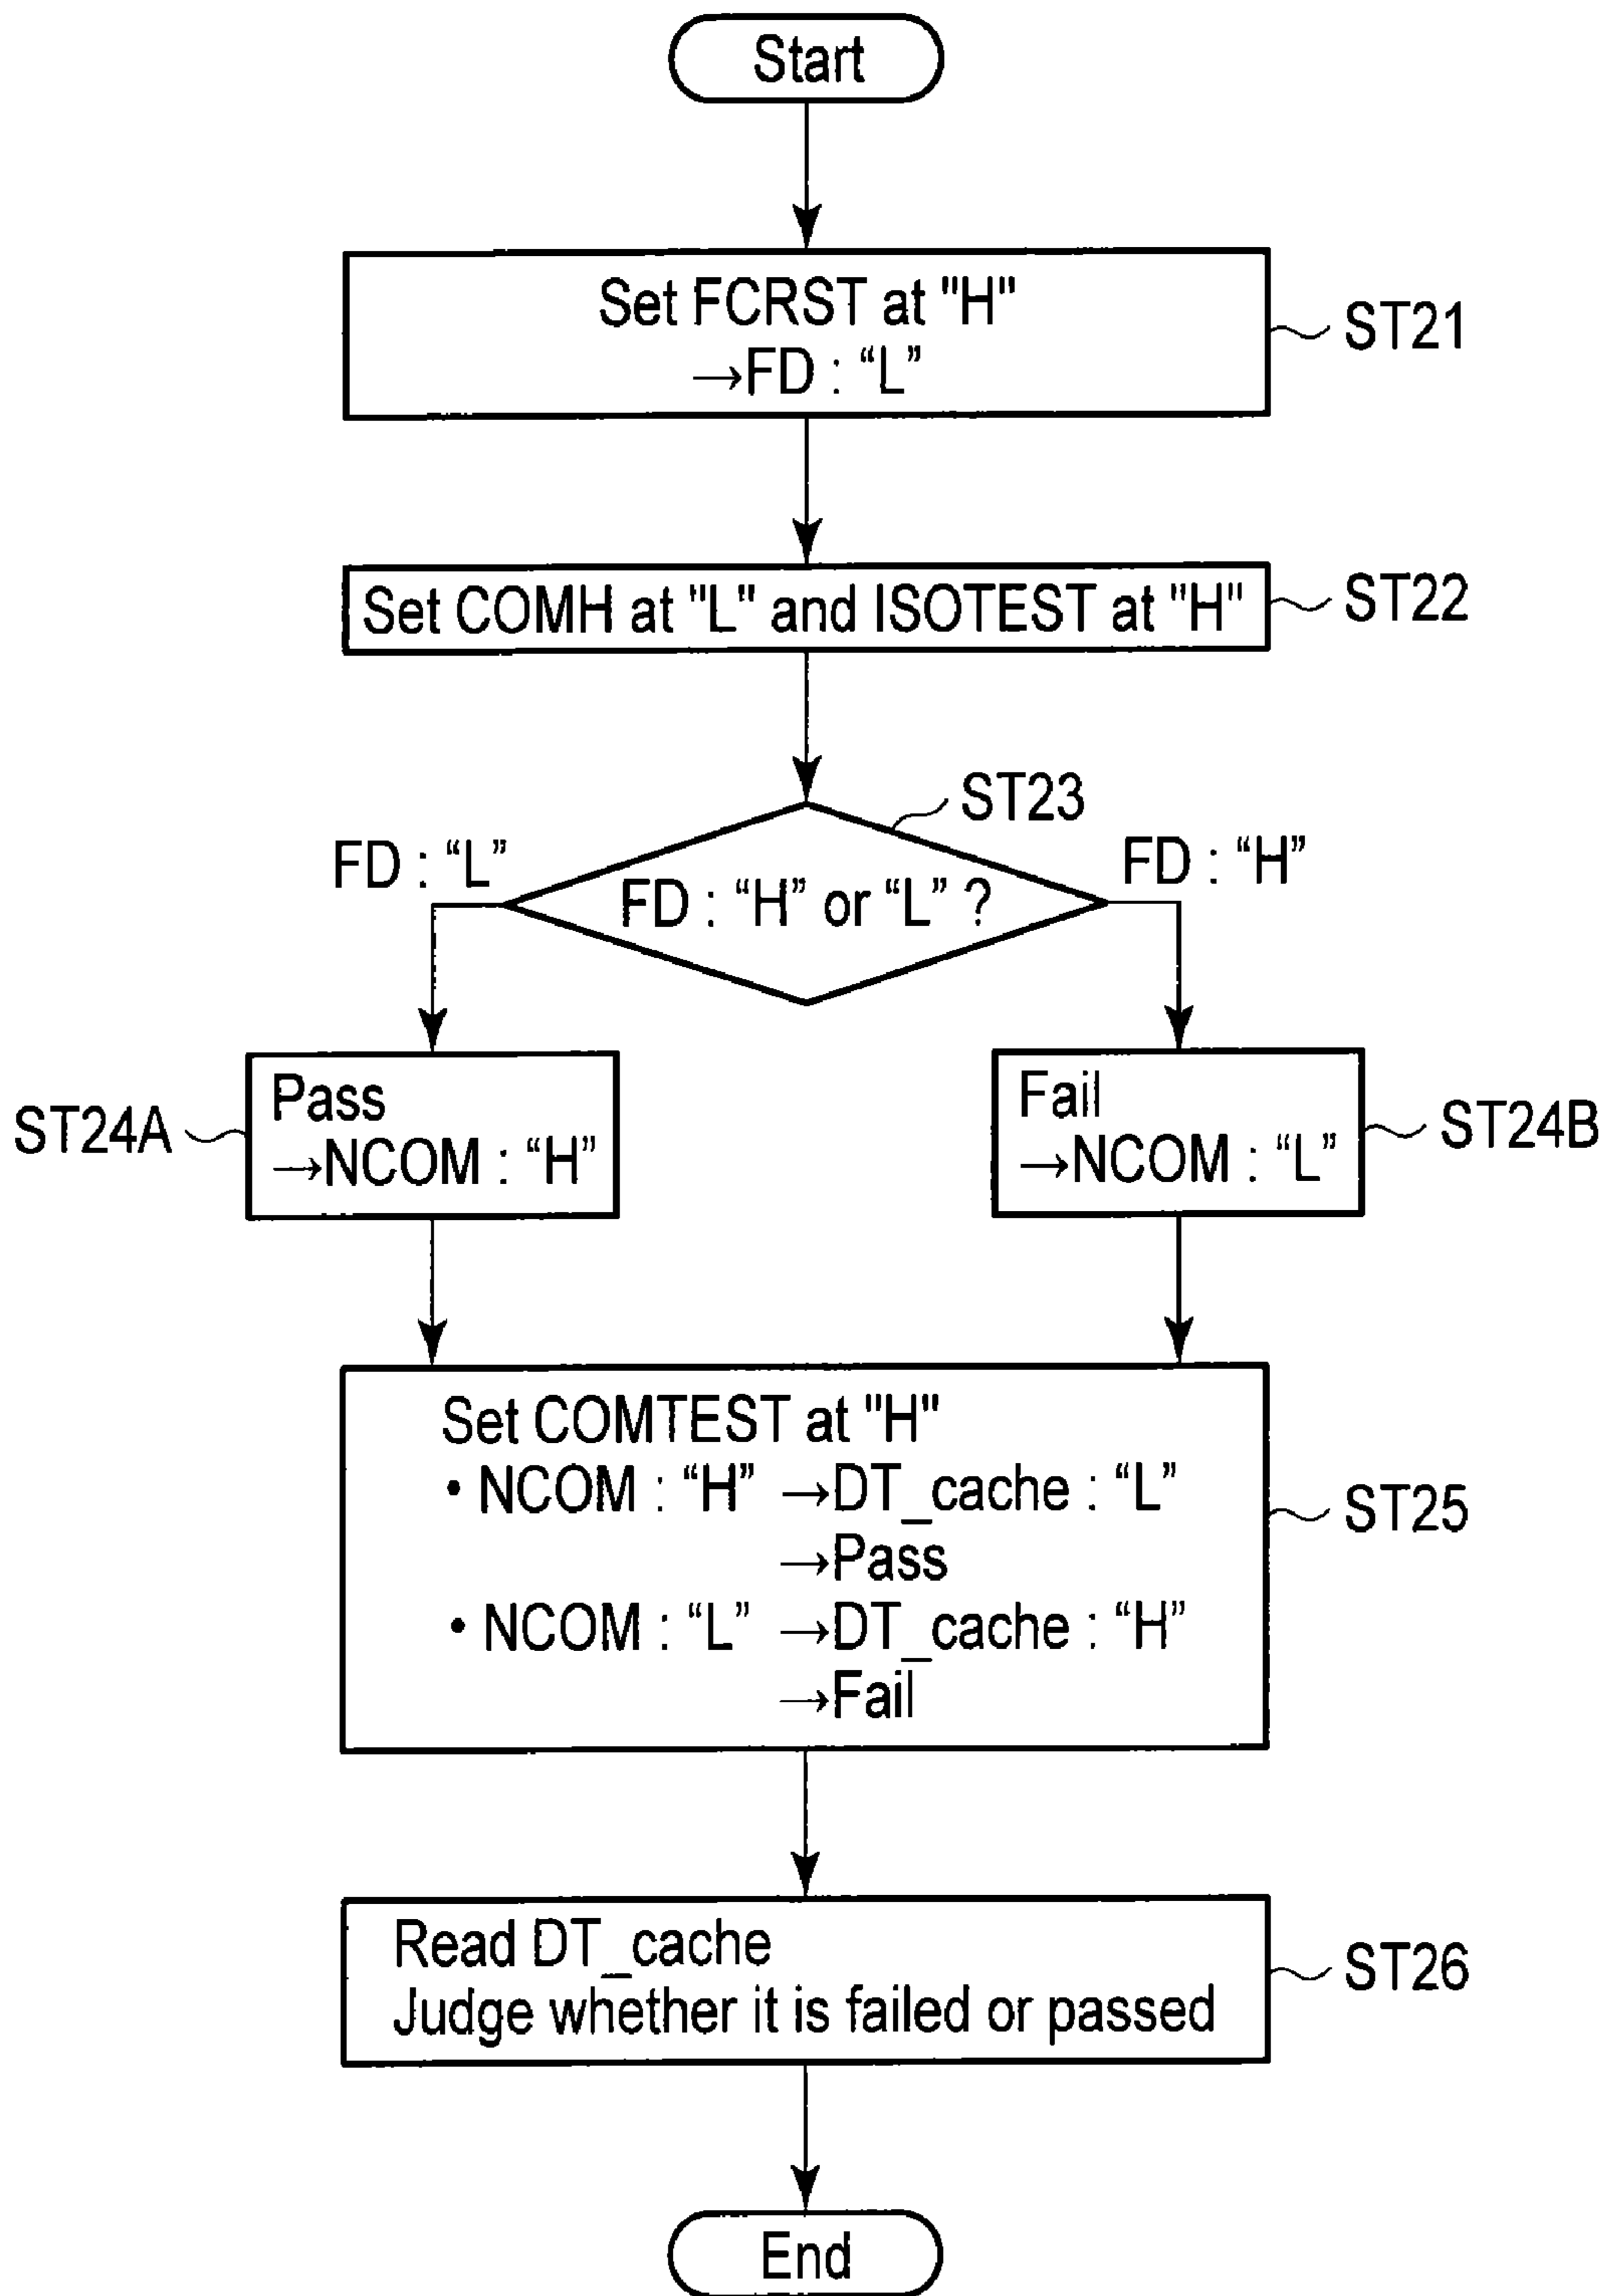 Start
Set FCRST at "H"
→FD : “L”
ST21
Set COMH at "L" and ISOTEST at "H"
ST22
ST23
FD : “L”
FD : “H” or “L” ?
FD : “H”
ST24A
Pass
→NCOM : “H”
Fail
→NCOM : “L”
ST24B
Set COMTEST at "H"
• NCOM : “H” →DT_cache : “L”
→Pass
• NCOM : “L” →DT_cache : “H”
→Fail
ST25
Read DT_cache
Judge whether it is failed or passed
ST26
End